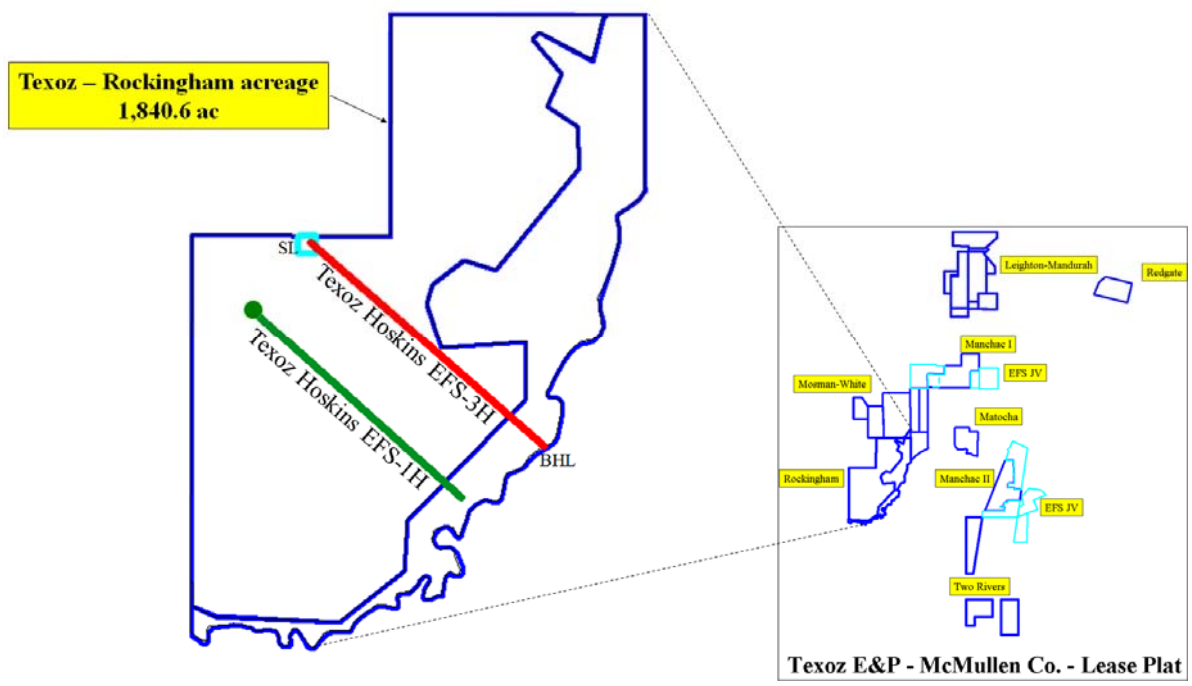 Texoz – Rockingham acreage
1,840.6 ac
SL
Texoz Hoskins EFS-3H
Texoz Hoskins EFS-1H
BHL
Leighton-Mandurah
Redgate
Manchac I
EFS JV
Mosman-White
Matocha
Rockingham
Manchac II
EFS JV
Two Rivers
Texoz E&P - McMullen Co. - Lease Plat